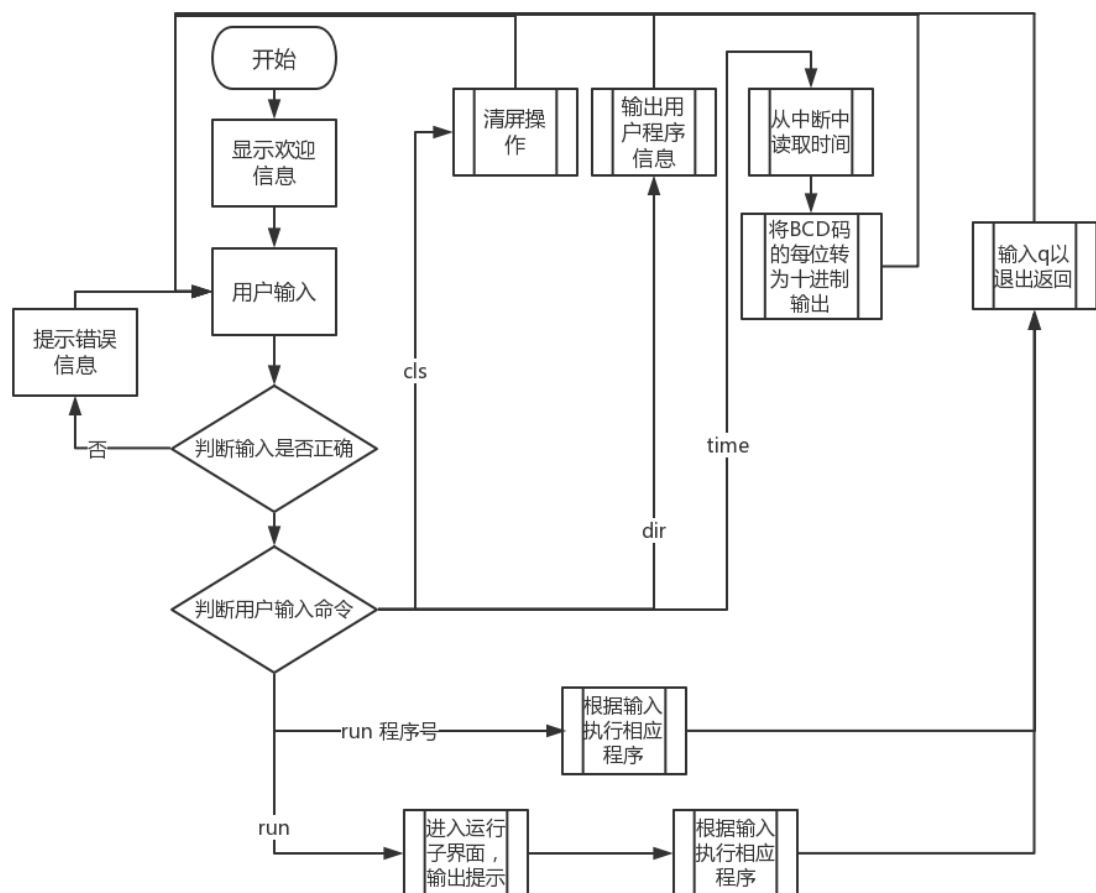 开始
显示欢迎
信息
用户输入
提示错误
信息
否
判断输入是否正确
判断用户输入命令
cls
清屏操
作
dir
输出用
户程序
信息
time
从中断中
读取时间
将BCD码
的每位转
为十进制
输出
输入q以
退出返回
run 程序号
根据输入
执行相应
程序
run
进入运行
子界面，
输出提示
根据输入
执行相应
程序